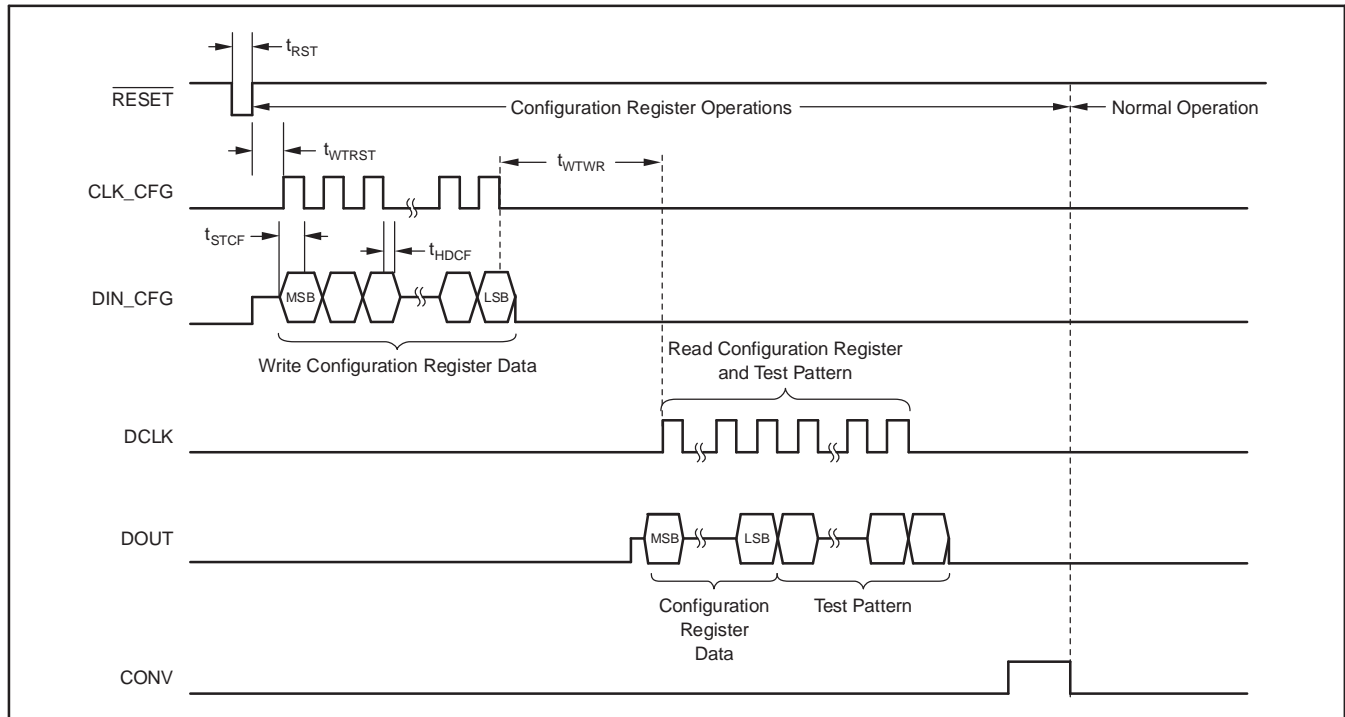 tRST
RESET
Configuration Register Operations
Normal Operation
tWTRST
tWTWR
CLK_CFG
tSTCF
tHDCF
DIN_CFG
MSB
LSB
Write Configuration Register Data
Read Configuration Register
and Test Pattern
DCLK
DOUT
MSB
LSB
Configuration
Register
Data
Test Pattern
CONV